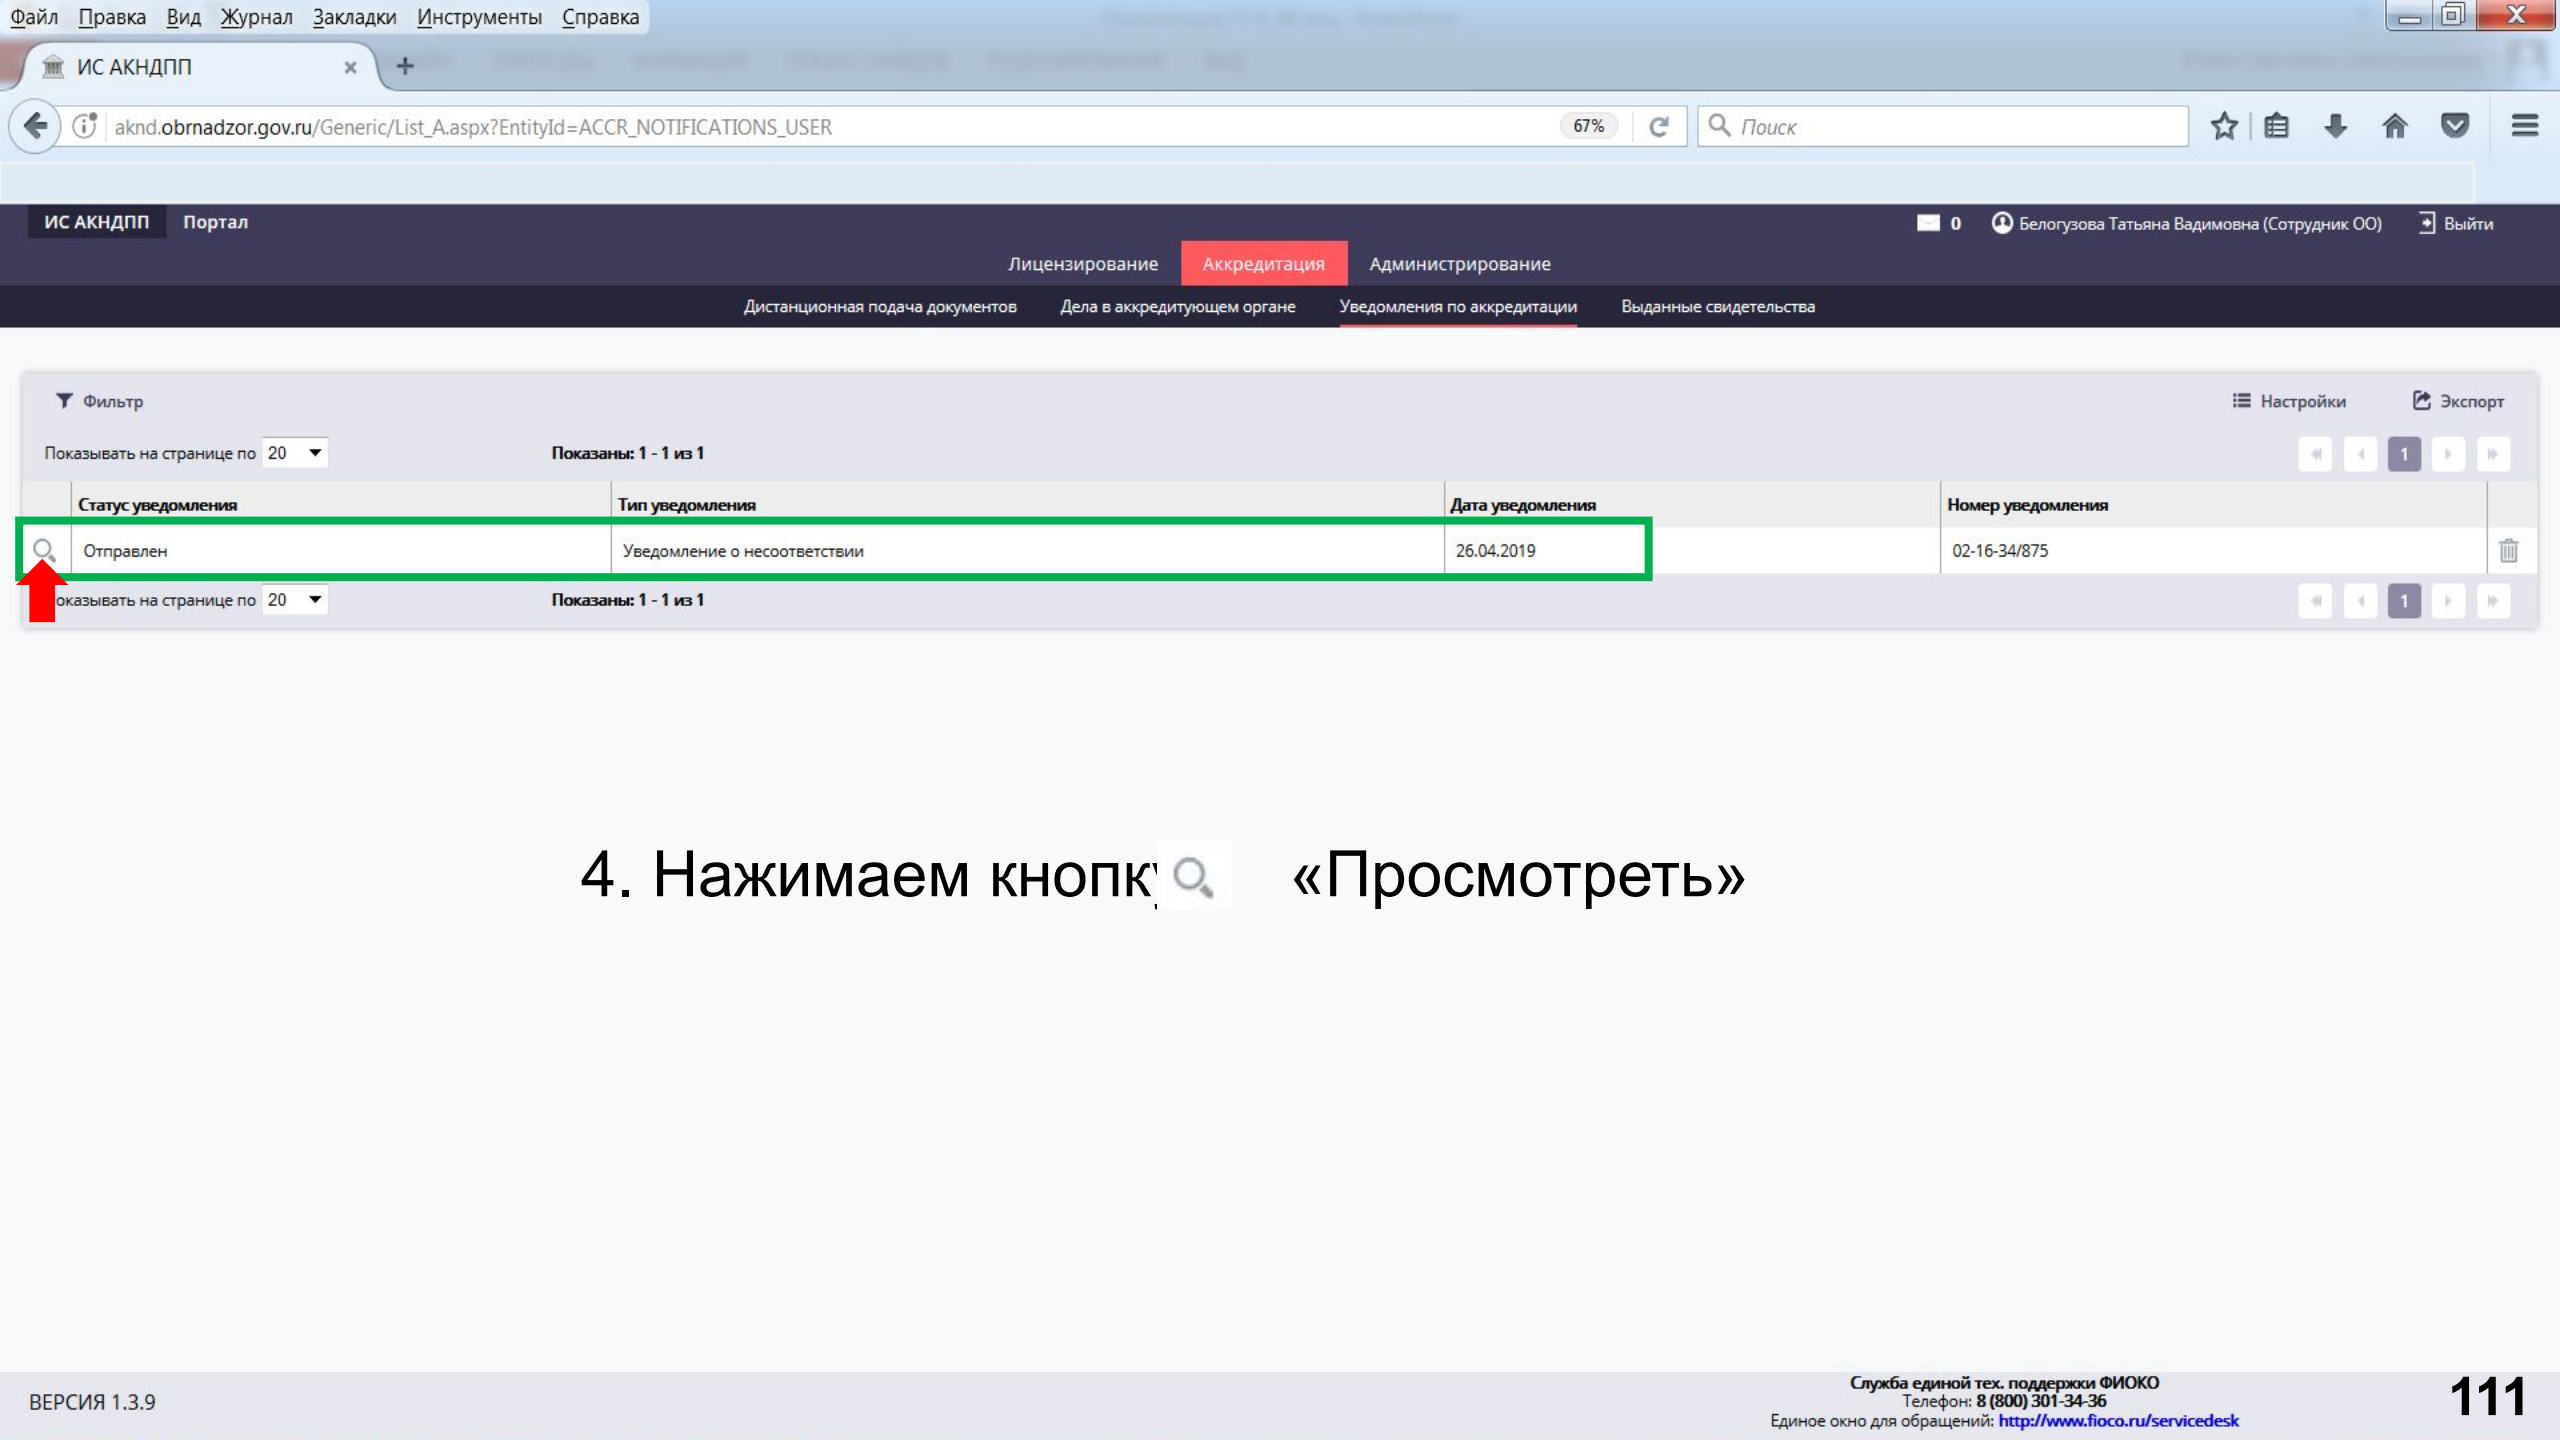 Файл Правка Вид Журнал Закладки Инструменты Справка
ИС АКНДПП
aknd.obrnadzor.gov.ru/Generic/List_A.aspx?EntityId=ACCR_NOTIFICATIONS_USER 67% Поиск
ИС АКНДПП Портал 0 Белогузова Татьяна Вадимовна (Сотрудник ОО) Выйти
Лицензирование Аккредитация Администрирование
Дистанционная подача документов Дела в аккредитующем органе Уведомления по аккредитации Выданные свидетельства
Фильтр Настройки Экспорт
Показывать на странице по 20 Показаны: 1 - 1 из 1 1
Статус уведомления Тип уведомления Дата уведомления Номер уведомления
Отправлен Уведомление о несоответствии 26.04.2019 02-16-34/875
оказывать на странице по 20 Показаны: 1 - 1 из 1 1
4. Нажимаем кнопку «Просмотреть»
ВЕРСИЯ 1.3.9
Служба единой тех. поддержки ФИОКО
Телефон: 8 (800) 301-34-36
Единое окно для обращений: http://www.fioco.ru/servicedesk
111